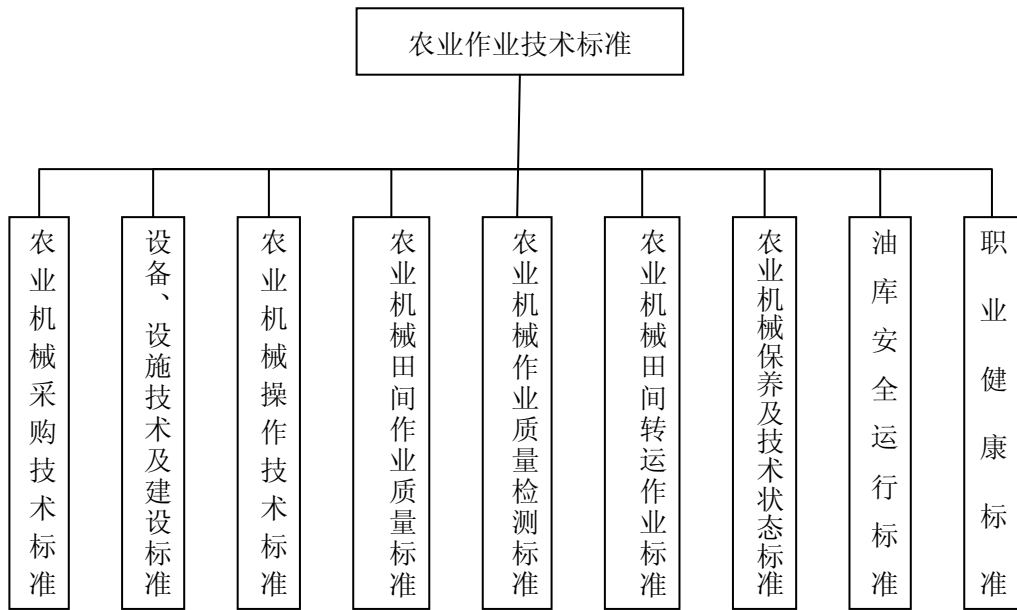 农业作业技术标准
农业机械采购技术标准
设备、设施技术及建设标准
农业机械操作技术标准
农业机械田间作业质量标准
农业机械作业质量检测标准
农业机械田间转运作业标准
农业机械保养及技术状态标准
油库安全运行标准
职业健康标准